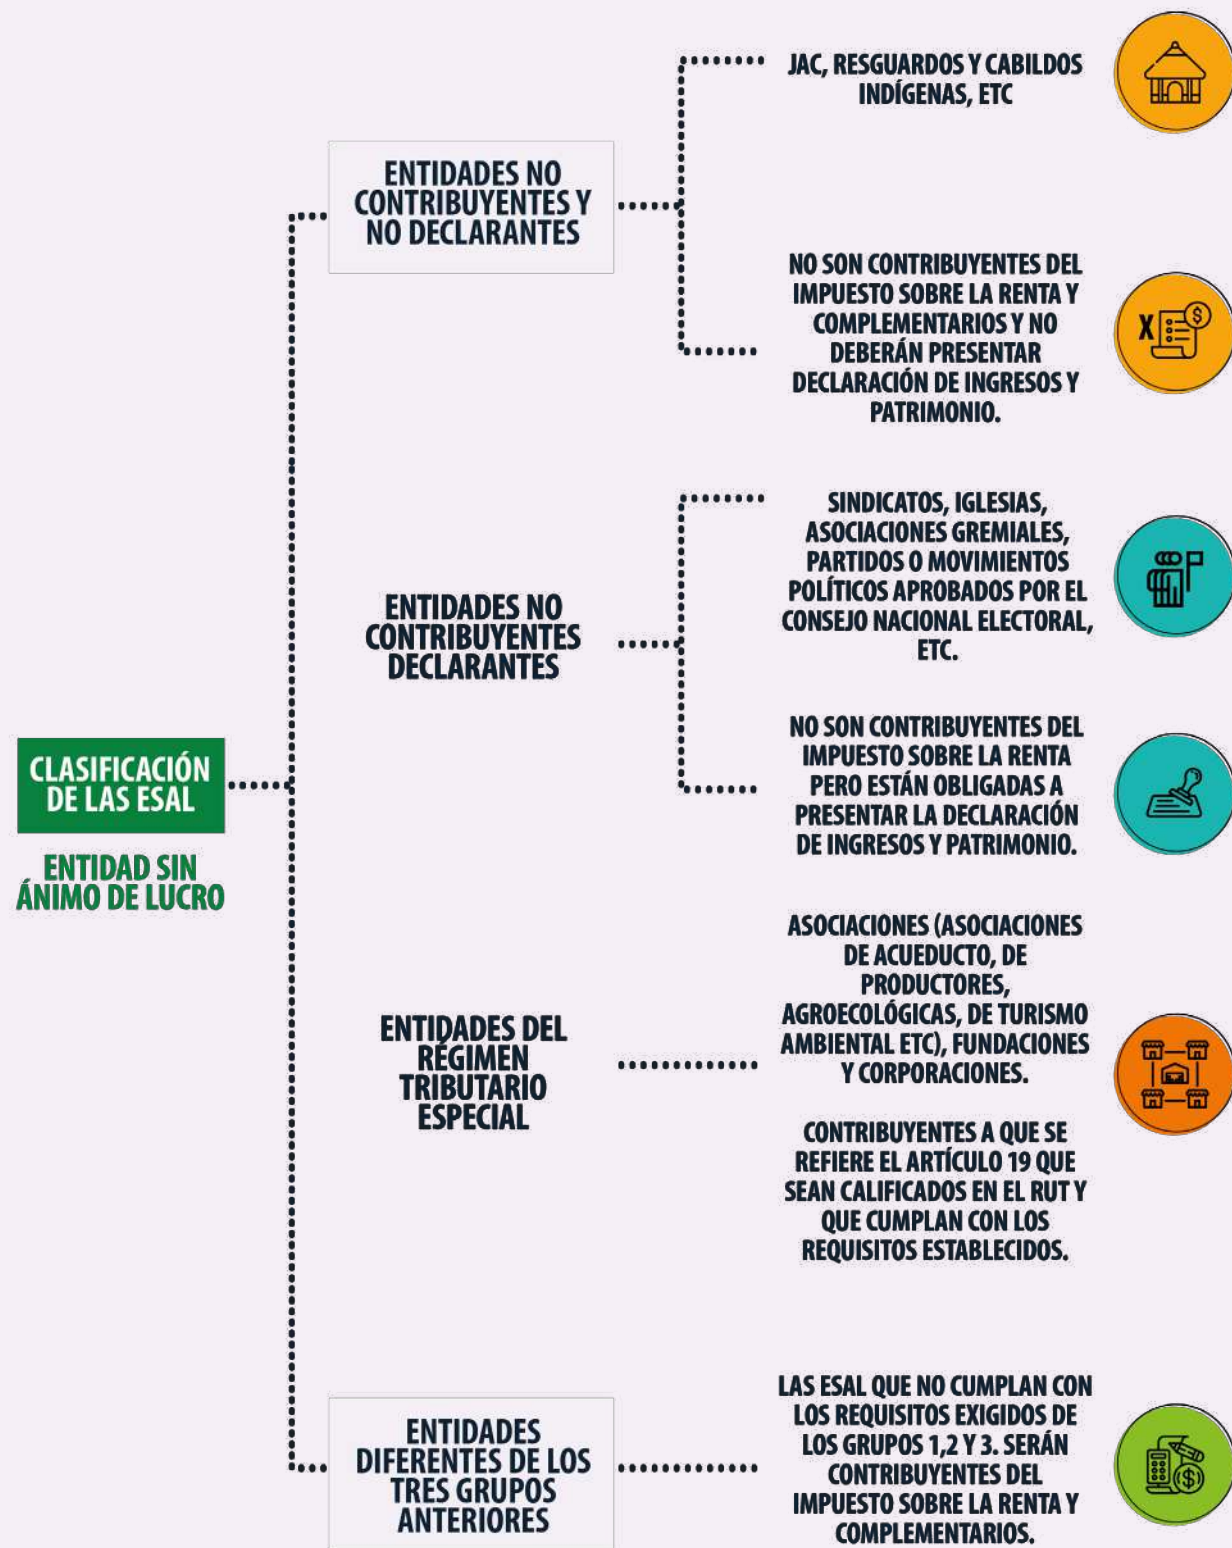 CLASIFICACIÓN
DE LAS ESAL
ENTIDAD SIN
ÁNIMO DE LUCRO
ENTIDADES NO
CONTRIBUYENTES Y
NO DECLARANTES
JAC, RESGUARDOS Y CABILDOS
INDÍGENAS, ETC
NO SON CONTRIBUYENTES DEL
IMPUESTO SOBRE LA RENTA Y
COMPLEMENTARIOS Y NO
DEBERÁN PRESENTAR
DECLARACIÓN DE INGRESOS Y
PATRIMONIO.
X
$
ENTIDADES NO
CONTRIBUYENTES
DECLARANTES
SINDICATOS, IGLESIAS,
ASOCIACIONES GREMIALES,
PARTIDOS O MOVIMIENTOS
POLÍTICOS APROBADOS POR EL
CONSEJO NACIONAL ELECTORAL,
ETC.
NO SON CONTRIBUYENTES DEL
IMPUESTO SOBRE LA RENTA
PERO ESTÁN OBLIGADAS A
PRESENTAR LA DECLARACIÓN
DE INGRESOS Y PATRIMONIO.
ENTIDADES DEL
RÉGIMEN
TRIBUTARIO
ESPECIAL
ASOCIACIONES (ASOCIACIONES
DE ACUEDUCTO, DE
PRODUCTORES,
AGROECOLÓGICAS, DE TURISMO
AMBIENTAL ETC), FUNDACIONES
Y CORPORACIONES.
CONTRIBUYENTES A QUE SE
REFIERE EL ARTÍCULO 19 QUE
SEAN CALIFICADOS EN EL RUT Y
QUE CUMPLAN CON LOS
REQUISITOS ESTABLECIDOS.
ENTIDADES
DIFERENTES DE LOS
TRES GRUPOS
ANTERIORES
LAS ESAL QUE NO CUMPLAN CON
LOS REQUISITOS EXIGIDOS DE
LOS GRUPOS 1,2 Y 3. SERÁN
CONTRIBUYENTES DEL
IMPUESTO SOBRE LA RENTA Y
COMPLEMENTARIOS.
$